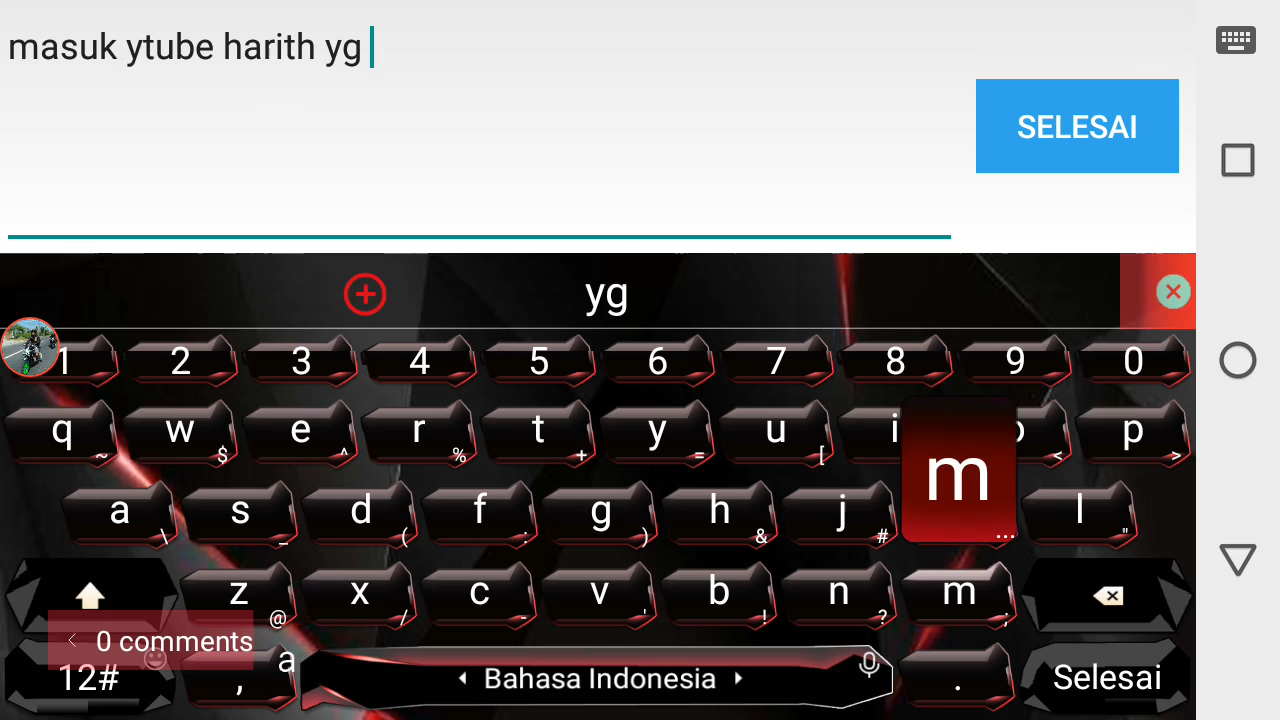 masuk ytube harith yg
SELESAI
yg
1 2 3 4 5 6 7 8 9 0
q w e r t y u i o p
~ $ ^ % + = [ < >
a s d f g h j m l
\ _ ( : ) & # ... "
z x c v b n m
@ / - ' ! ? ;
0 comments
12# , a Bahasa Indonesia . Selesai